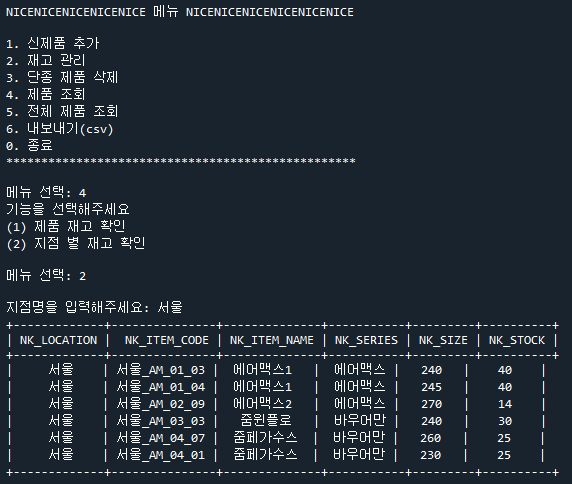 NICENICENICENICENICE 메뉴 NICENICENICENICENICENICE
1. 신제품 추가
2. 재고 관리
3. 단종 제품 삭제
4. 제품 조회
5. 전체 제품 조회
6. 내보내기(csv)
0. 종료
**************************************************
메뉴 선택: 4
기능을 선택해주세요
(1) 제품 재고 확인
(2) 지점 별 재고 확인
메뉴 선택: 2
지점명을 입력해주세요: 서울
+-------------+---------------+--------------+-----------+---------+----------+
| NK_LOCATION |  NK_ITEM_CODE | NK_ITEM_NAME | NK_SERIES | NK_SIZE | NK_STOCK |
+-------------+---------------+--------------+-----------+---------+----------+
|     서울     | 서울_AM_01_03 |  에어맥스1   |  에어맥스 |   240   |    40    |
|     서울     | 서울_AM_01_04 |  에어맥스1   |  에어맥스 |   245   |    40    |
|     서울     | 서울_AM_02_09 |  에어맥스2   |  에어맥스 |   270   |    14    |
|     서울     | 서울_AM_03_03 |   줌윈플로   |  바우어만 |   240   |    30    |
|     서울     | 서울_AM_04_07 |  줌페가수스  |  바우어만 |   260   |    25    |
|     서울     | 서울_AM_04_01 |  줌페가수스  |  바우어만 |   230   |    25    |
+-------------+---------------+--------------+-----------+---------+----------+